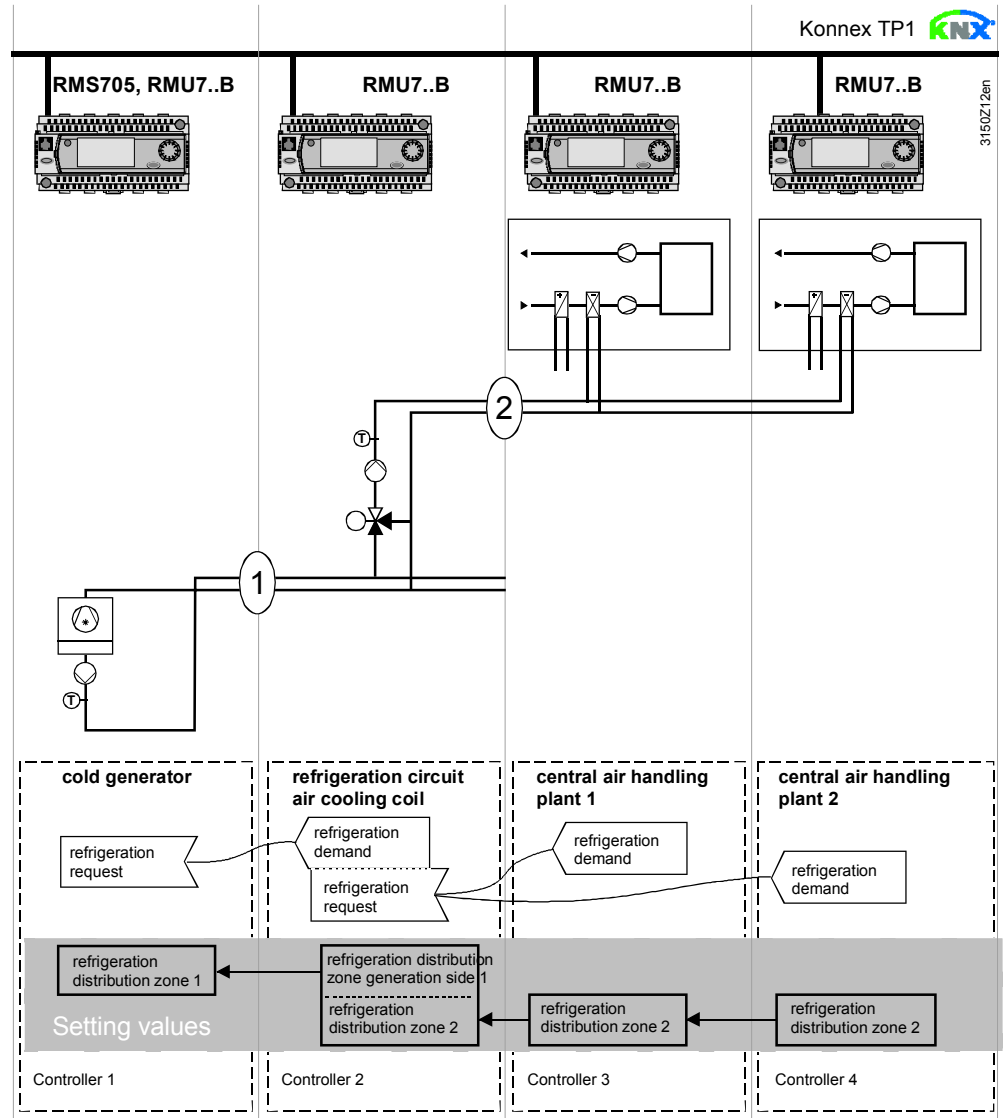 Konnex TP1 KNX
RMS705, RMU7..B
RMU7..B
RMU7..B
RMU7..B
3150Z12en
+
−
+
−
2
T
1
T
cold generator
refrigeration circuit
air cooling coil
central air handling
plant 1
central air handling
plant 2
refrigeration
request
refrigeration
demand
refrigeration
request
refrigeration
demand
refrigeration
demand
refrigeration
distribution zone 1
refrigeration distribution
zone generation side 1
refrigeration
distribution zone 2
refrigeration
distribution zone 2
refrigeration
distribution zone 2
Setting values
Controller 1
Controller 2
Controller 3
Controller 4